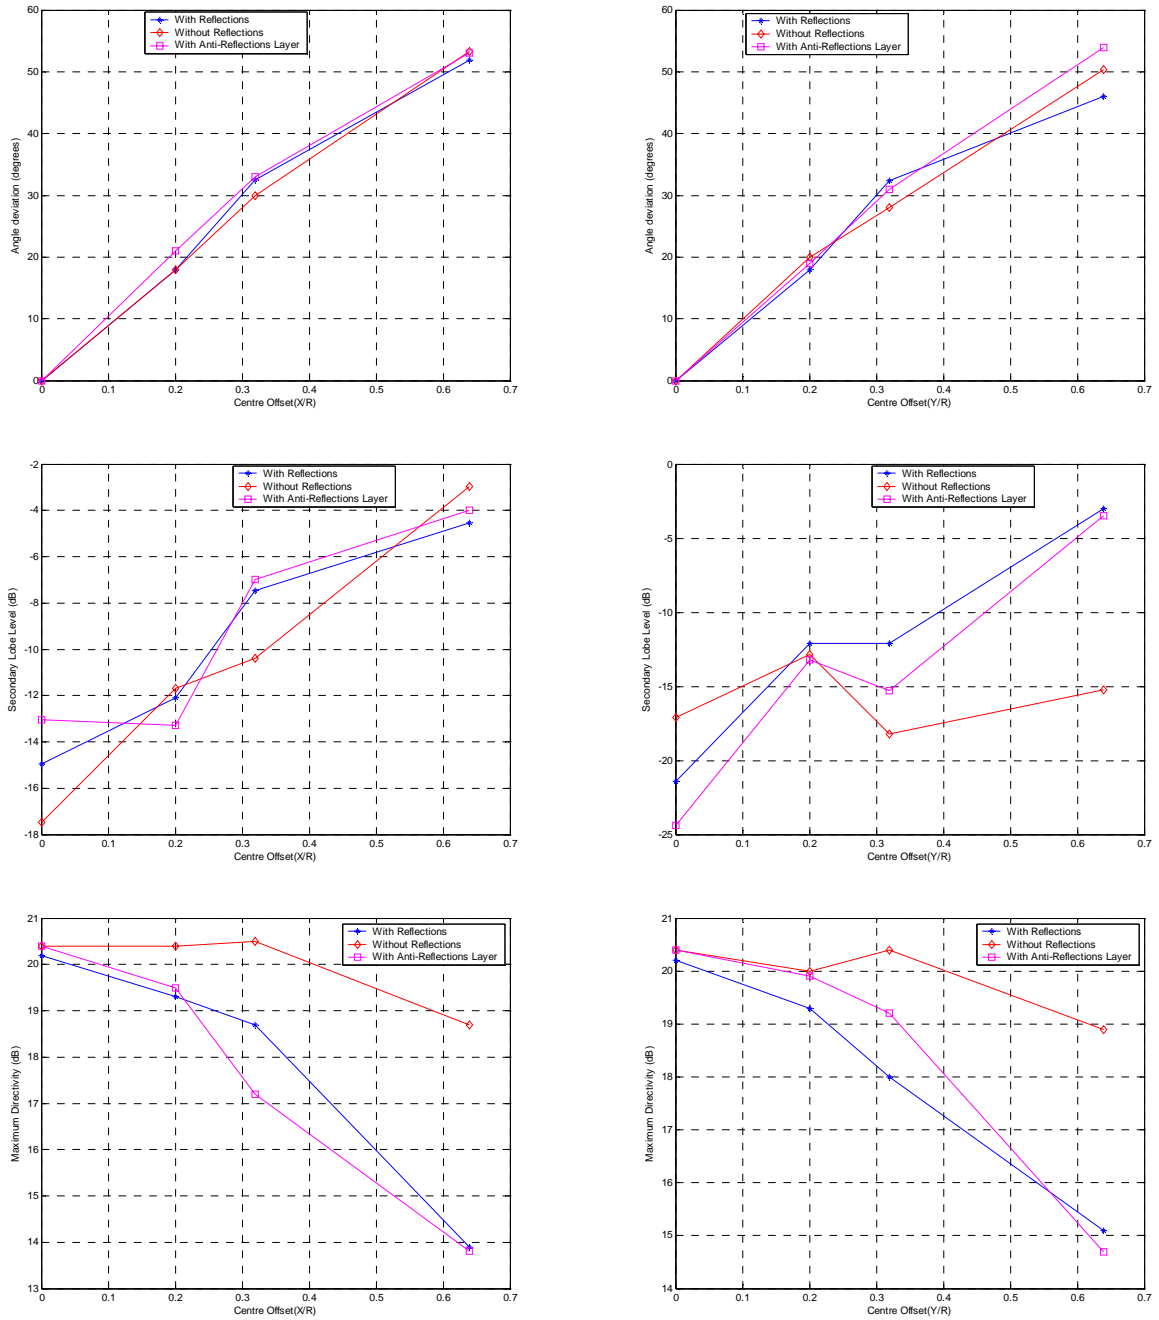 60
50
40
30
20
10
0
0 0.1 0.2 0.3 0.4 0.5 0.6 0.7
Angle deviation (degrees)
Centre Offset(X/R)
With Reflections
Without Reflections
With Anti-Reflections Layer
60
50
40
30
20
10
0
0 0.1 0.2 0.3 0.4 0.5 0.6 0.7
Angle deviation (degrees)
Centre Offset(Y/R)
With Reflections
Without Reflections
With Anti-Reflections Layer
-2
-4
-6
-8
-10
-12
-14
-16
-18
0 0.1 0.2 0.3 0.4 0.5 0.6 0.7
Secondary Lobe Level (dB)
Centre Offset(X/R)
With Reflections
Without Reflections
With Anti-Reflections Layer
0
-5
-10
-15
-20
-25
0 0.1 0.2 0.3 0.4 0.5 0.6 0.7
Secondary Lobe Level (dB)
Centre Offset(Y/R)
With Reflections
Without Reflections
With Anti-Reflections Layer
21
20
19
18
17
16
15
14
13
0 0.1 0.2 0.3 0.4 0.5 0.6 0.7
Maximum Directivity (dB)
Centre Offset(X/R)
With Reflections
Without Reflections
With Anti-Reflections Layer
21
20
19
18
17
16
15
14
0 0.1 0.2 0.3 0.4 0.5 0.6 0.7
Maximum Directivity (dB)
Centre Offset(Y/R)
With Reflections
Without Reflections
With Anti-Reflections Layer